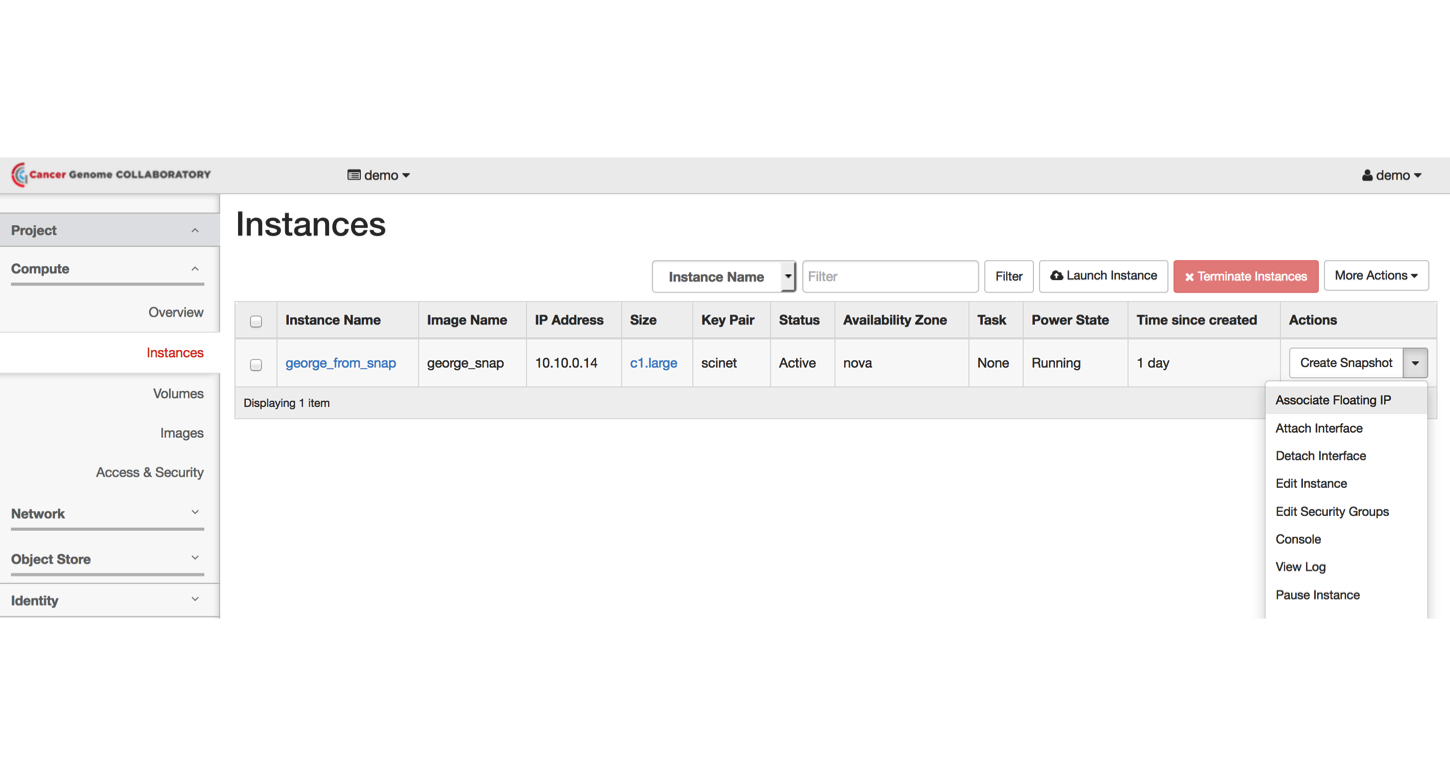 Cancer Genome COLLABORATORY
demo
demo
Project
Compute
Overview
Instances
Volumes
Images
Access & Security
Network
Object Store
Identity
Instances
Instance Name
Filter
Filter
Launch Instance
Terminate Instances
More Actions
Instance Name Image Name IP Address Size Key Pair Status Availability Zone Task Power State Time since created Actions
george_from_snap george_snap 10.10.0.14 c1.large scinet Active nova None Running 1 day Create Snapshot
Displaying 1 item
Associate Floating IP
Attach Interface
Detach Interface
Edit Instance
Edit Security Groups
Console
View Log
Pause Instance